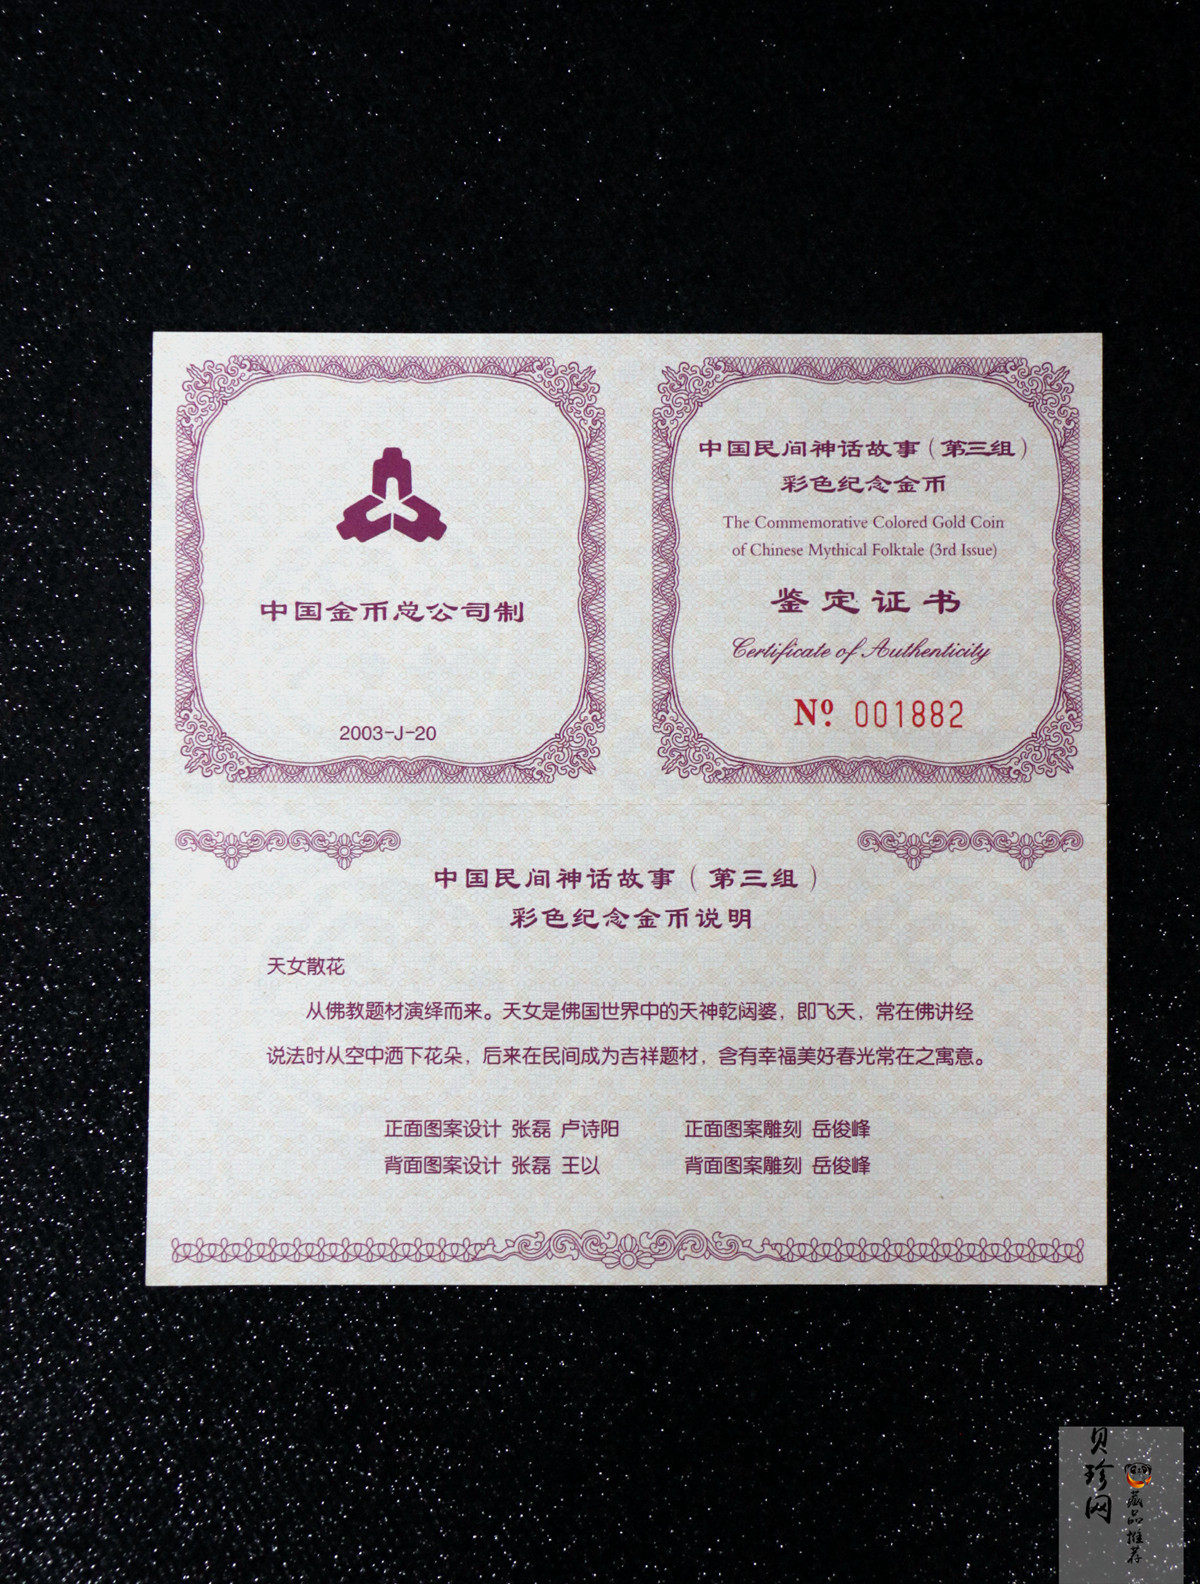 中国金币总公司制
2003-J-20
中国民间神话故事（第三组）
彩色纪念金币
The Commemorative Colored Gold Coin
of Chinese Mythical Folktale (3rd Issue)
鉴定证书
Certificate of Authenticity
Nº 001882
中国民间神话故事（第三组）
彩色纪念金币说明
天女散花
从佛教题材演绎而来。天女是佛国世界中的天神乾闼婆，即飞天，常在佛讲经
说法时从空中洒下花朵，后来在民间成为吉祥题材，含有幸福美好春光常在之寓意。
正面图案设计 张磊 卢诗阳 正面图案雕刻 岳俊峰
背面图案设计 张磊 王以 背面图案雕刻 岳俊峰
贝珍网
藏品推荐